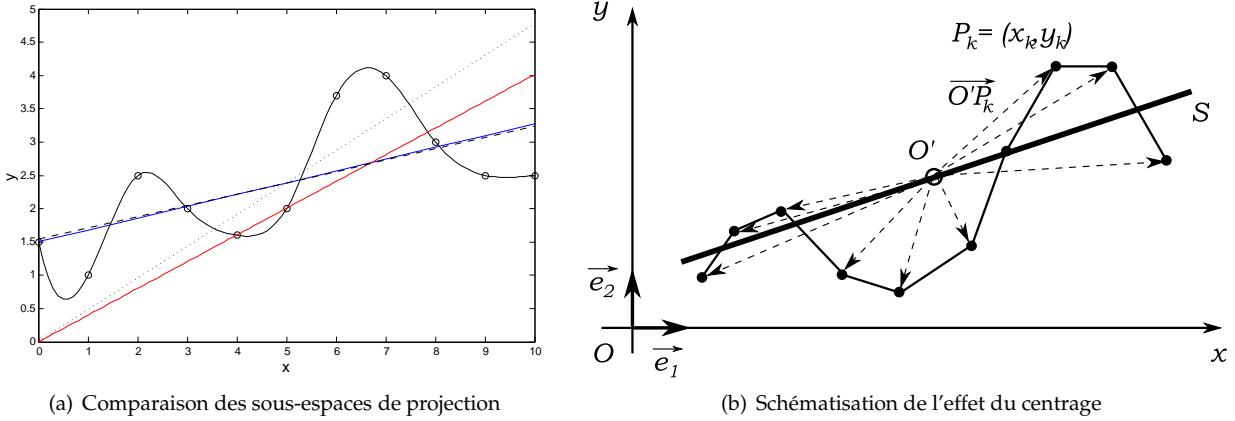 5
4.5
4
3.5
3
2.5
2
1.5
1
0.5
0
y
0 1 2 3 4 5 6 7 8 9 10
x
(a) Comparaison des sous-espaces de projection
y
P_k = (x_k, y_k)
O'P_k
S
O'
e_2
O
e_1
x
(b) Schématisation de l'effet du centrage